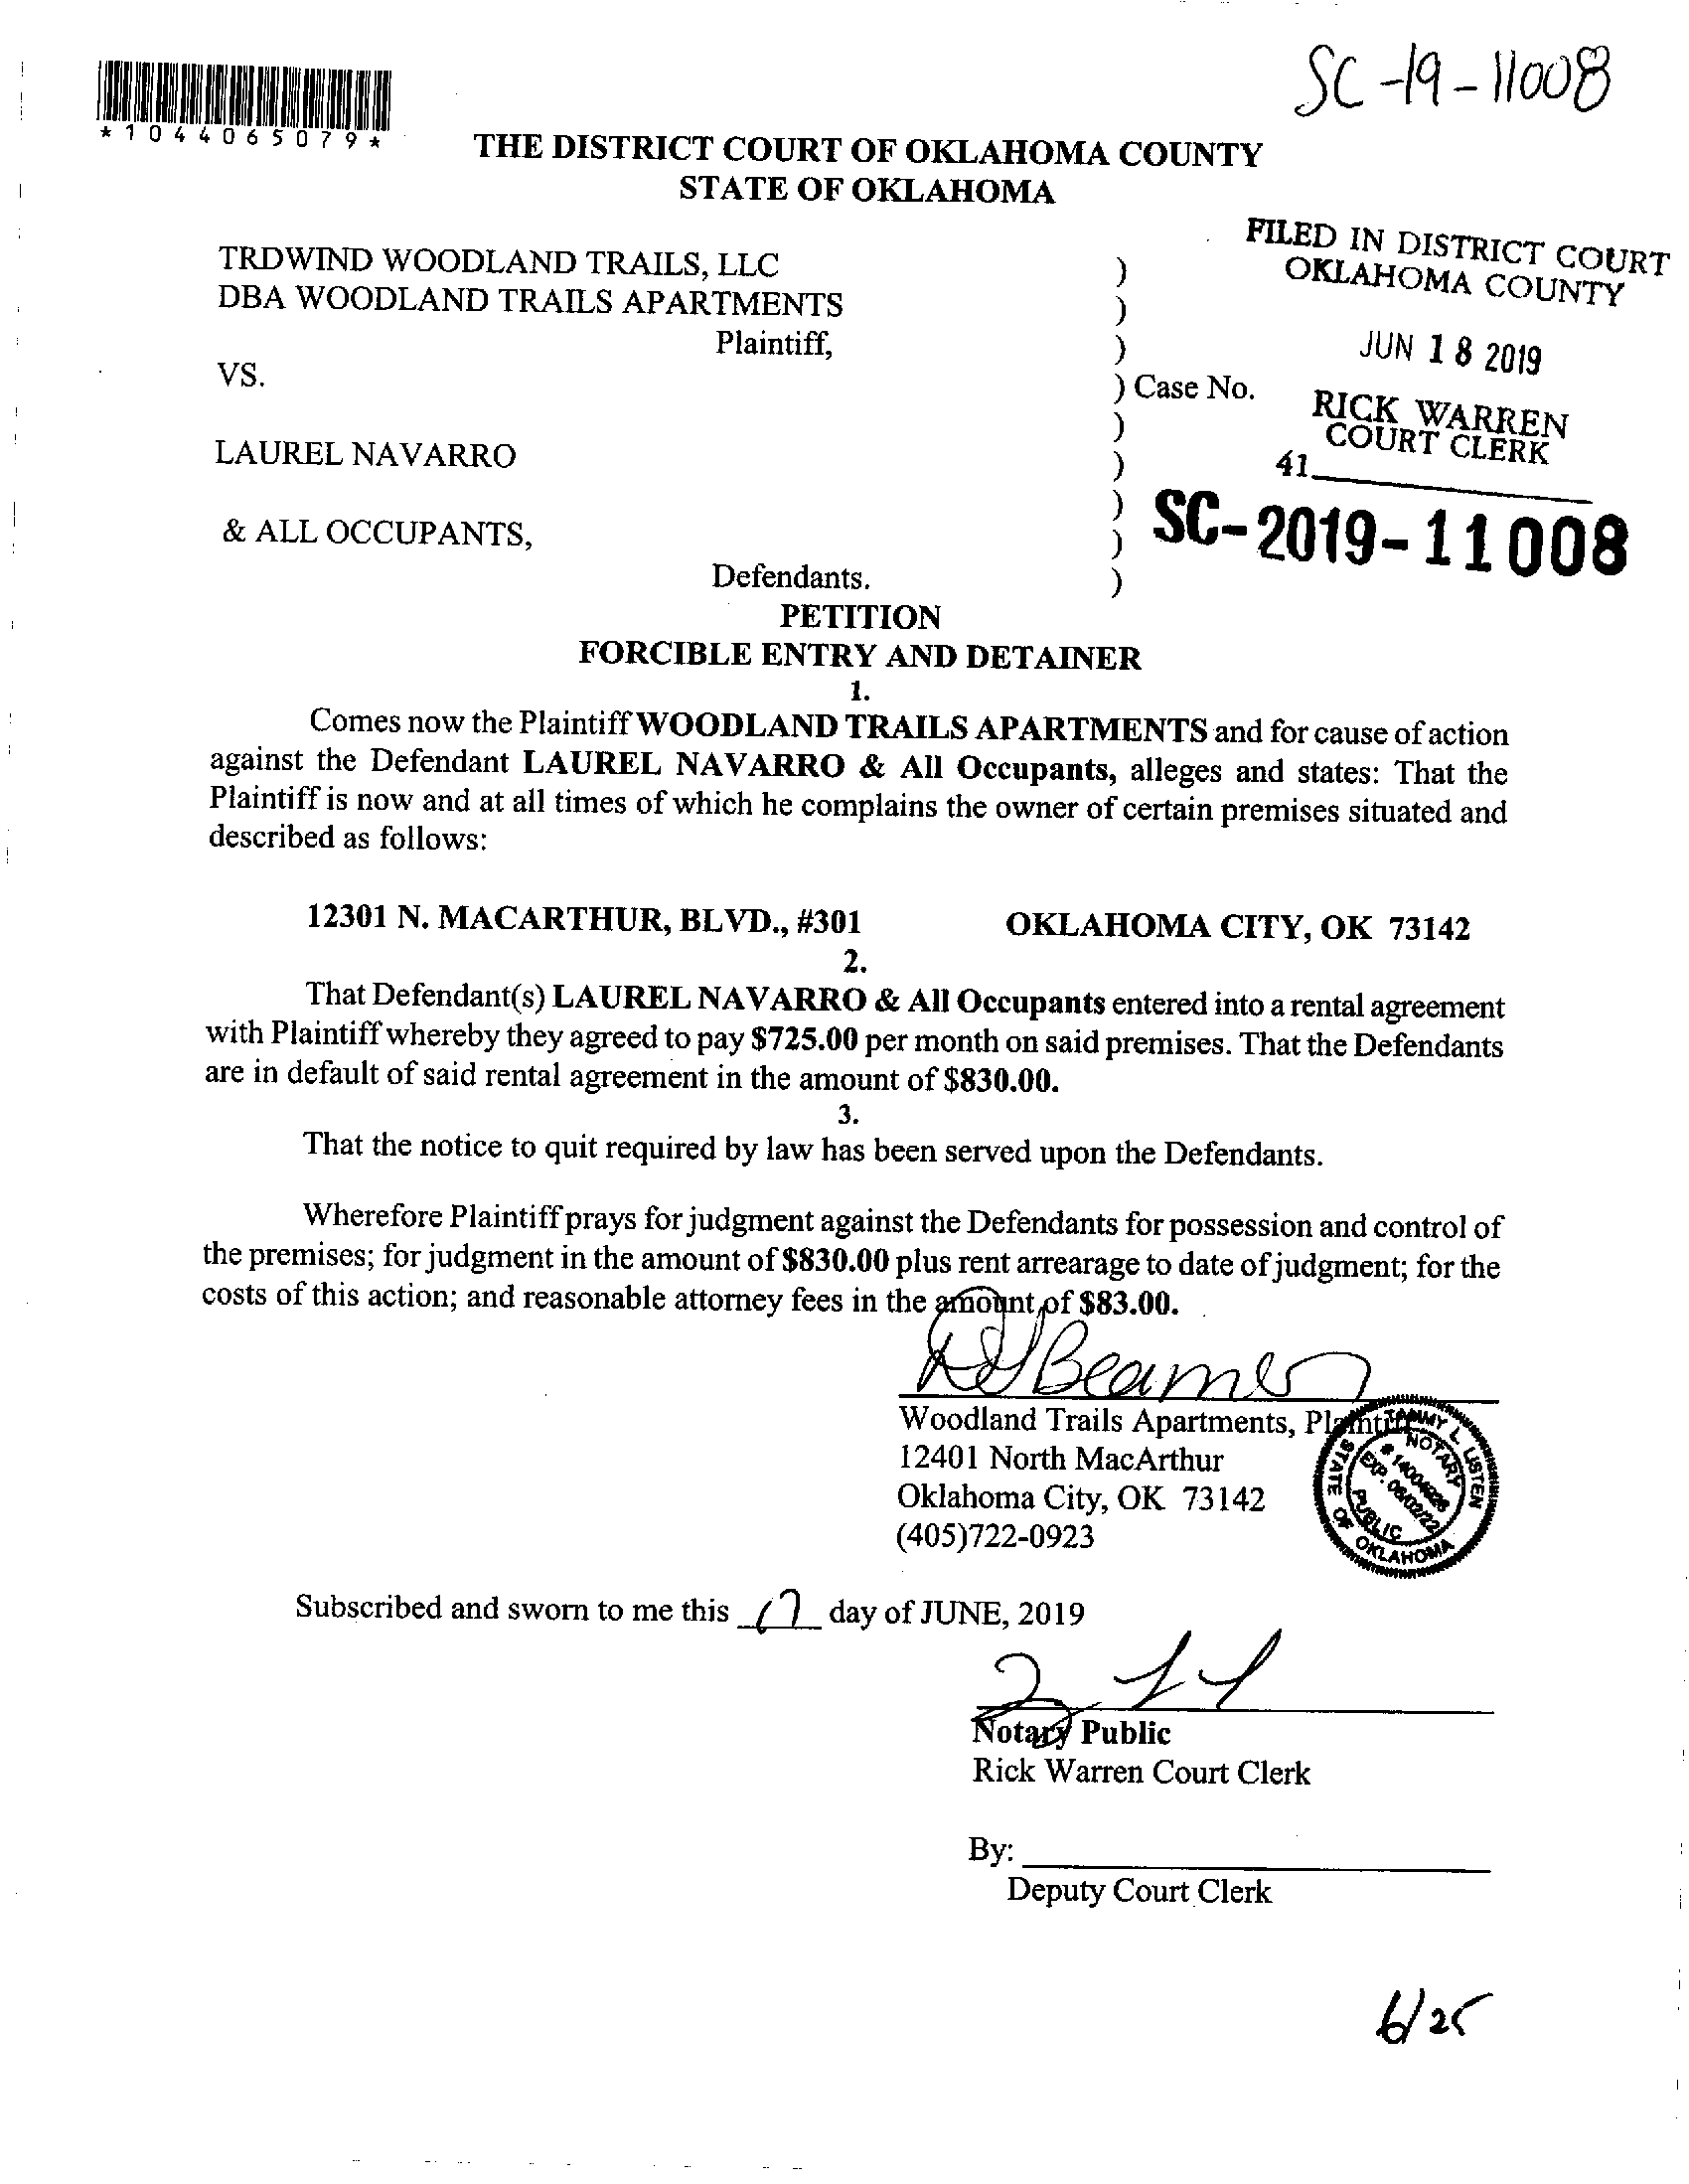 SC-19-11008
*1044065079*
THE DISTRICT COURT OF OKLAHOMA COUNTY
STATE OF OKLAHOMA
FILED IN DISTRICT COURT
OKLAHOMA COUNTY
JUN 18 2019
RICK WARREN
COURT CLERK
41
TRDWIND WOODLAND TRAILS, LLC )
DBA WOODLAND TRAILS APARTMENTS )
Plaintiff, )
VS. ) Case No.
)
LAUREL NAVARRO )
)
SC-2019-11008
& ALL OCCUPANTS, )
Defendants. )
PETITION
FORCIBLE ENTRY AND DETAINER
1.
Comes now the Plaintiff WOODLAND TRAILS APARTMENTS and for cause of action
against the Defendant LAUREL NAVARRO & All Occupants, alleges and states: That the
Plaintiff is now and at all times of which he complains the owner of certain premises situated and
described as follows:
12301 N. MACARTHUR, BLVD., #301 OKLAHOMA CITY, OK 73142
2.
That Defendant(s) LAUREL NAVARRO & All Occupants entered into a rental agreement
with Plaintiff whereby they agreed to pay $725.00 per month on said premises. That the Defendants
are in default of said rental agreement in the amount of $830.00.
3.
That the notice to quit required by law has been served upon the Defendants.
Wherefore Plaintiff prays for judgment against the Defendants for possession and control of
the premises; for judgment in the amount of $830.00 plus rent arrearage to date of judgment; for the
costs of this action; and reasonable attorney fees in the amount of $83.00.
Beamer
Woodland Trails Apartments, Plaintiff
12401 North MacArthur
Oklahoma City, OK 73142
(405)722-0923
TAMMY L. LISTEN
NOTARY
# 14004926
EXP. 06/02/22
PUBLIC
STATE OF OKLAHOMA
Subscribed and sworn to me this 17 day of JUNE, 2019
Notary Public
Rick Warren Court Clerk
By:
Deputy Court Clerk
6/25